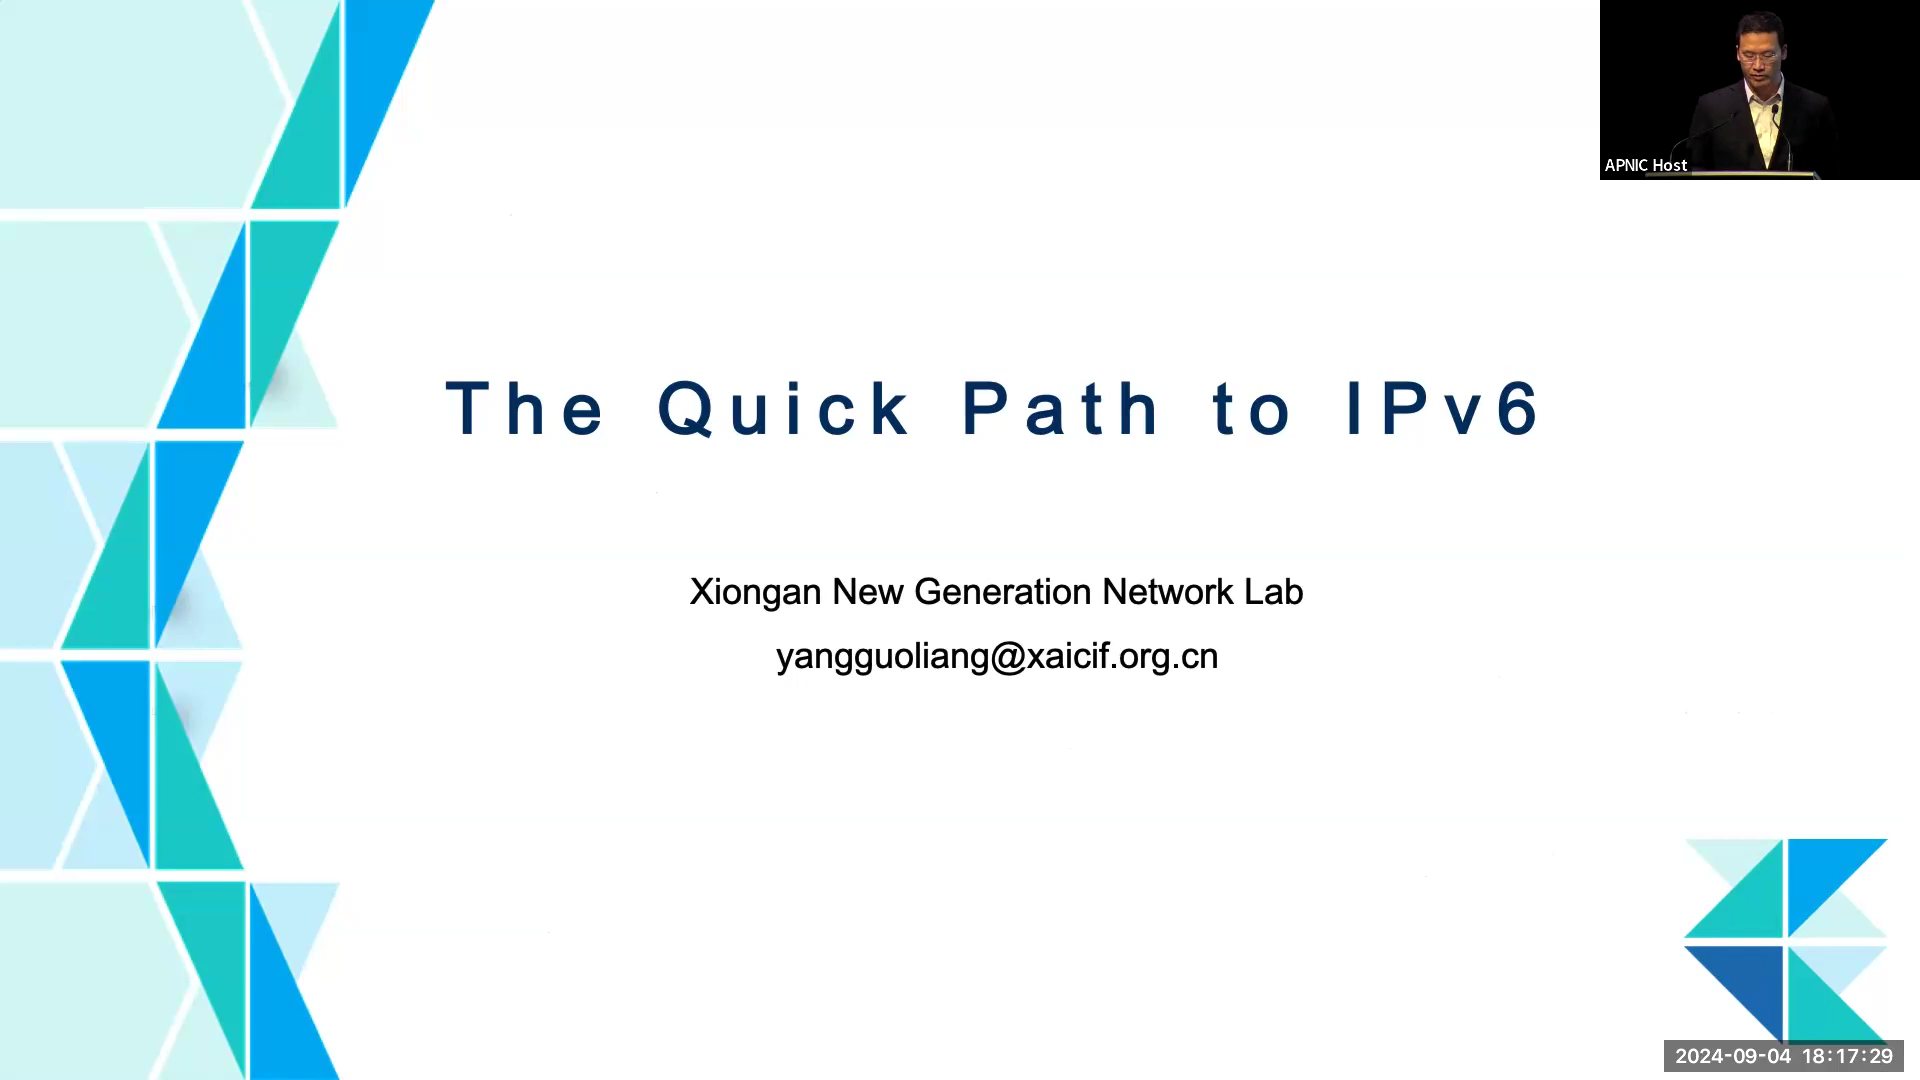 APNIC Host
The Quick Path to IPv6
Xiongan New Generation Network Lab
yangguoliang@xaicif.org.cn
2024-09-04 18:17:29